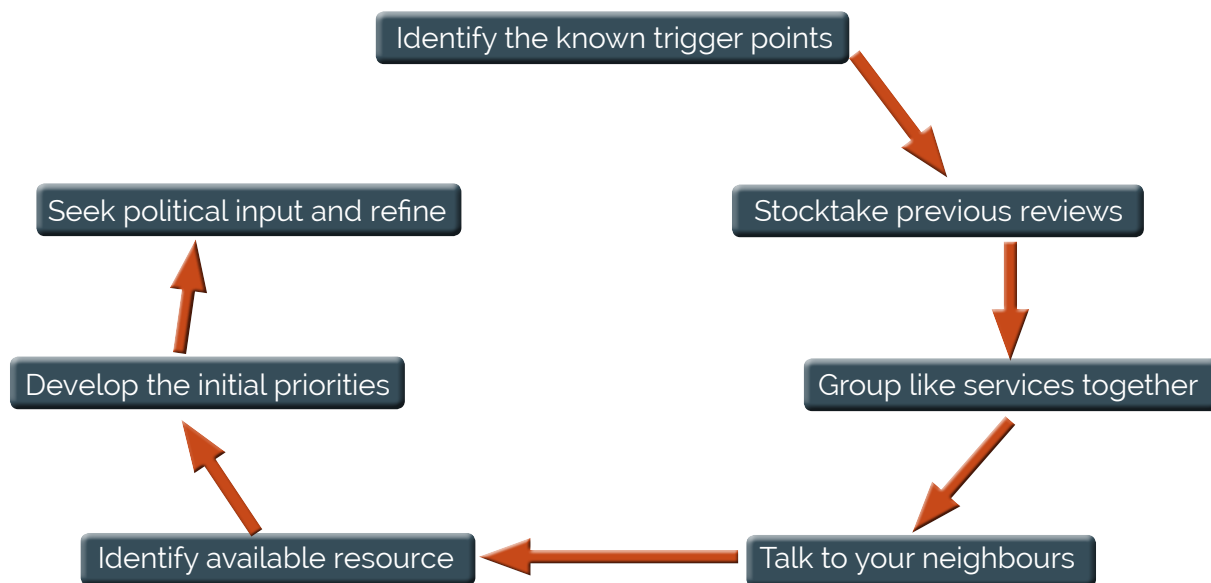 Identify the known trigger points
Stocktake previous reviews
Group like services together
Talk to your neighbours
Identify available resource
Develop the initial priorities
Seek political input and refine